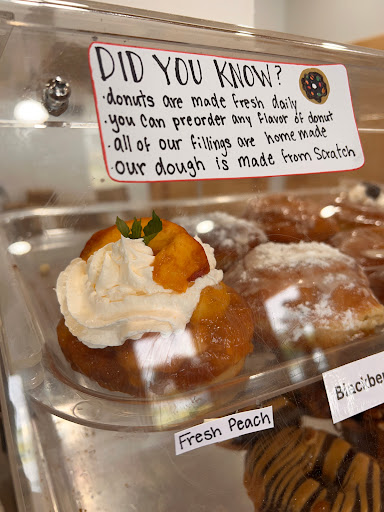 DID YOU KNOW?
·donuts are made fresh daily
·you can preorder any flavor of donut
·all of our fillings are homemade
·our dough is made from Scratch
Fresh Peach